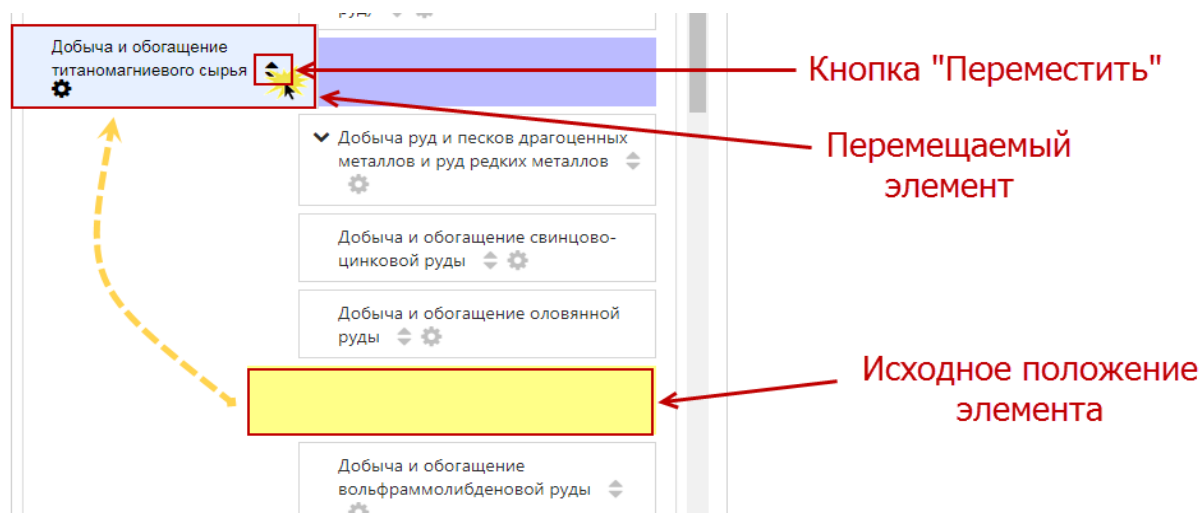 Добыча и обогащение
титаномагниевого сырья
Кнопка "Переместить"
Добыча руд и песков драгоценных
металлов и руд редких металлов
Перемещаемый
элемент
Добыча и обогащение свинцово-
цинковой руды
Добыча и обогащение оловянной
руды
Исходное положение
элемента
Добыча и обогащение
вольфраммолибденовой руды